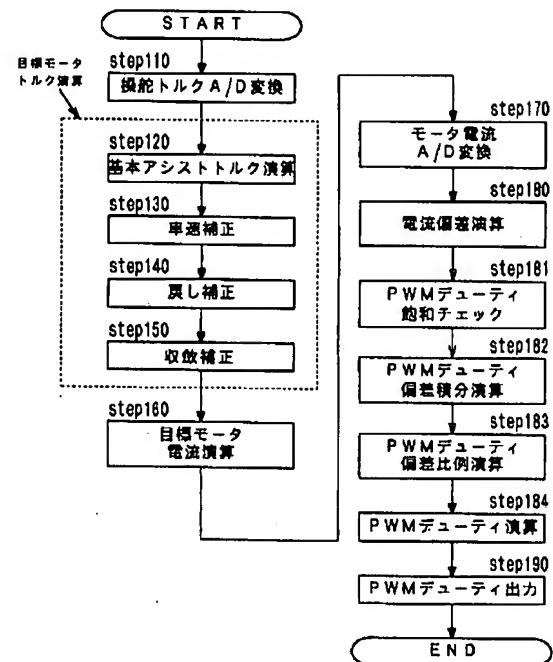 START
目標モータ
トルク演算
step110
操舵トルクA/D変換
step120
基本アシストトルク演算
step130
車速補正
step140
戻し補正
step150
収斂補正
step160
目標モータ
電流演算
step170
モータ電流
A/D変換
step180
電流偏差演算
step181
PWMデューティ
飽和チェック
step182
PWMデューティ
偏差積分演算
step183
PWMデューティ
偏差比例演算
step184
PWMデューティ演算
step190
PWMデューティ出力
END